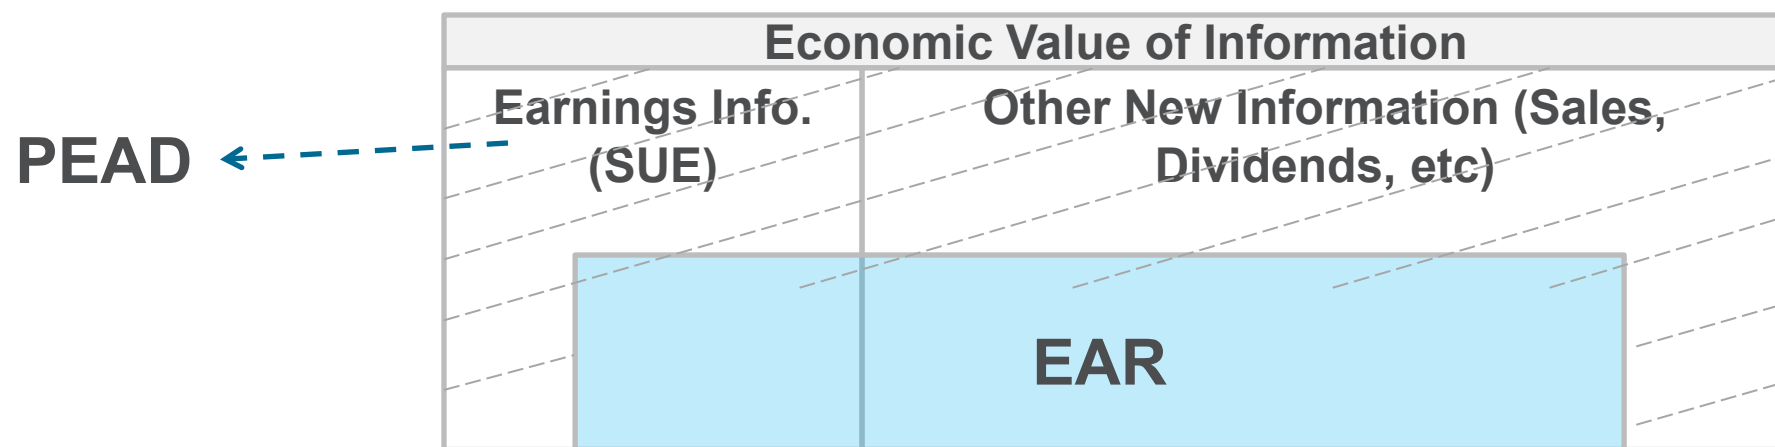 Economic Value of Information
Earnings Info.
(SUE)
Other New Information (Sales,
Dividends, etc)
PEAD
EAR